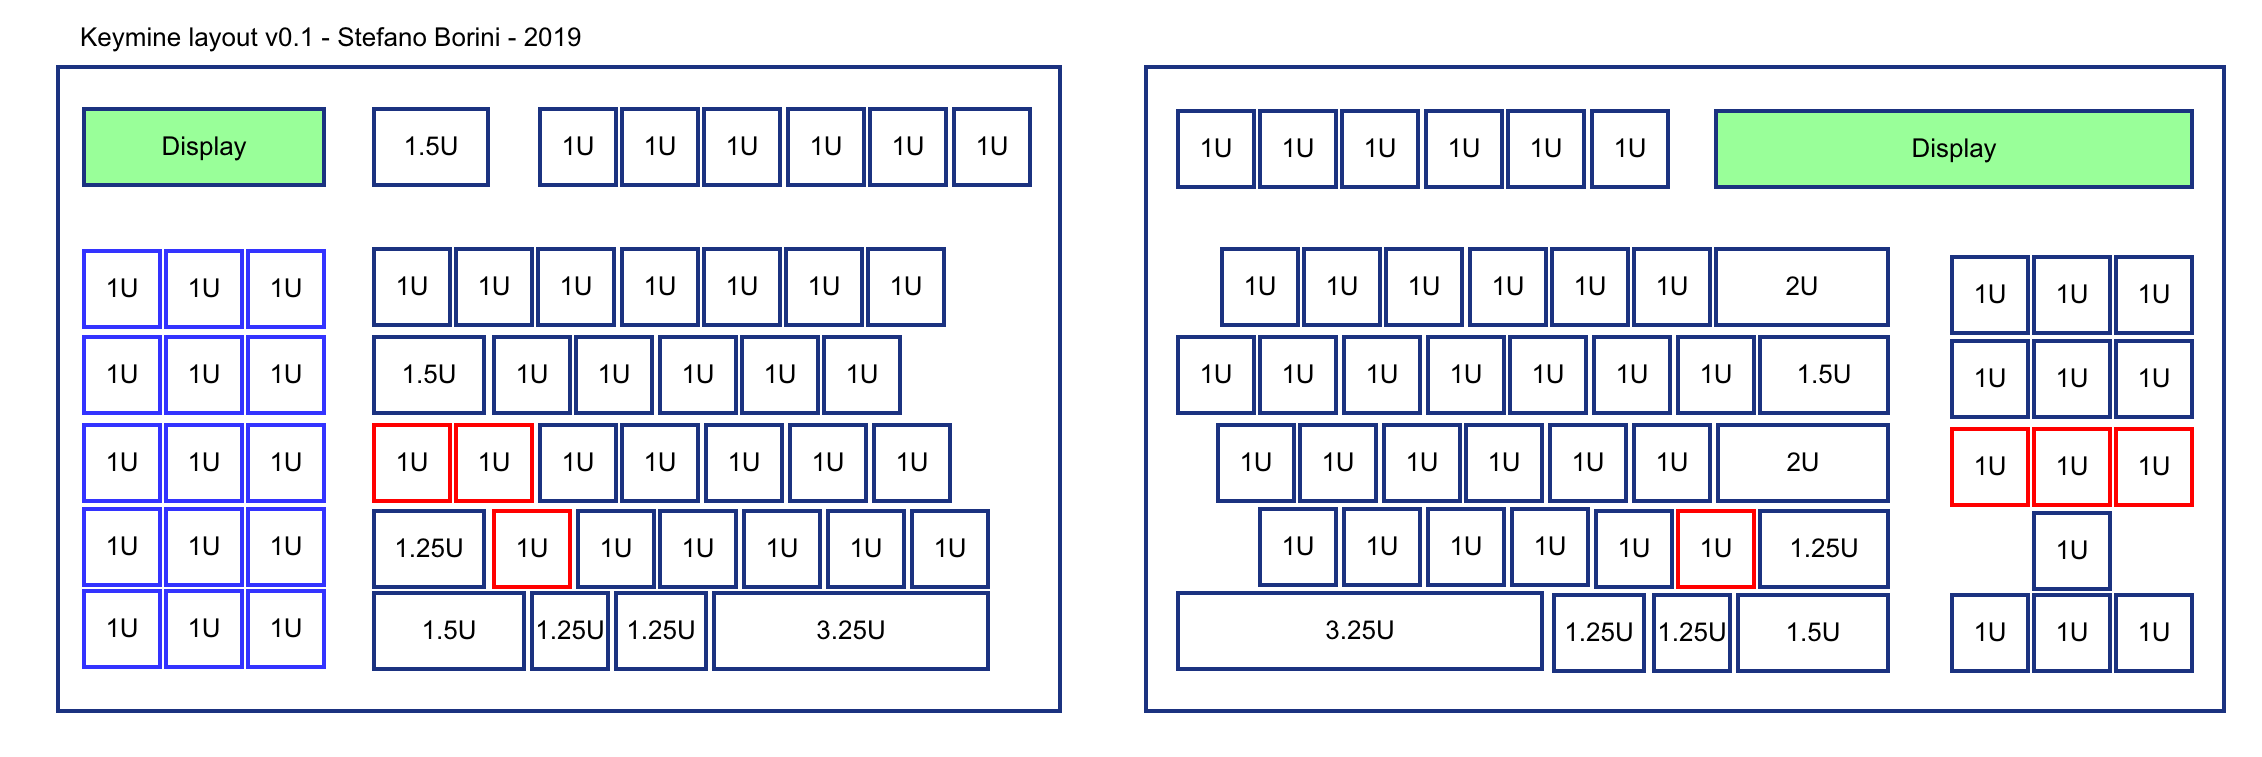 Keymine layout v0.1 - Stefano Borini - 2019
Display 1.5U 1U 1U 1U 1U 1U 1U
1U 1U 1U 1U 1U 1U 1U 1U 1U 1U
1U 1U 1U 1.5U 1U 1U 1U 1U 1U
1U 1U 1U 1U 1U 1U 1U 1U 1U 1U
1U 1U 1U 1.25U 1U 1U 1U 1U 1U 1U
1U 1U 1U 1.5U 1.25U 1.25U 3.25U
1U 1U 1U 1U 1U 1U Display
1U 1U 1U 1U 1U 1U 2U 1U 1U 1U
1U 1U 1U 1U 1U 1U 1U 1.5U 1U 1U 1U
1U 1U 1U 1U 1U 1U 2U 1U 1U 1U
1U 1U 1U 1U 1U 1U 1.25U 1U
3.25U 1.25U 1.25U 1.5U 1U 1U 1U